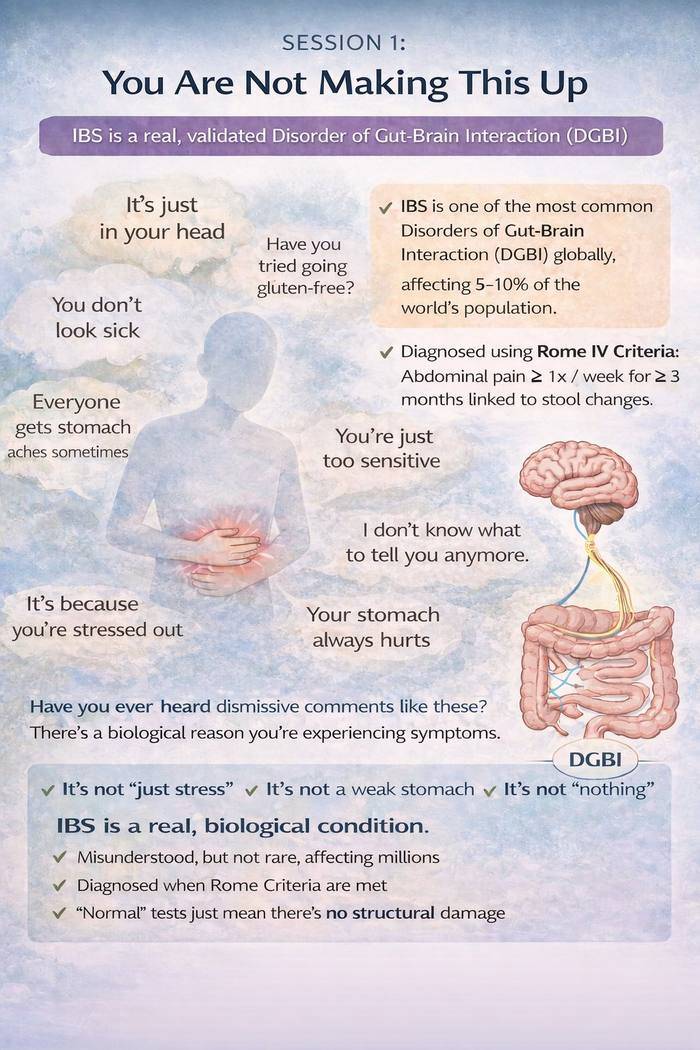 SESSION 1:
You Are Not Making This Up
IBS is a real, validated Disorder of Gut-Brain Interaction (DGBI)
It's just
in your head
Have you
tried going
gluten-free?
You don't
look sick
Everyone
gets stomach
aches sometimes
You're just
too sensitive
I don't know what
to tell you anymore.
It's because
you're stressed out
Your stomach
always hurts
✓ IBS is one of the most common
Disorders of Gut-Brain
Interaction (DGBI) globally,
affecting 5–10% of the
world's population.
✓ Diagnosed using Rome IV Criteria:
Abdominal pain ≥ 1x / week for ≥ 3
months linked to stool changes.
Have you ever heard dismissive comments like these?
There's a biological reason you're experiencing symptoms.
DGBI
✓ It's not "just stress" ✓ It's not a weak stomach ✓ It's not "nothing"
IBS is a real, biological condition.
✓ Misunderstood, but not rare, affecting millions
✓ Diagnosed when Rome Criteria are met
✓ "Normal" tests just mean there's no structural damage